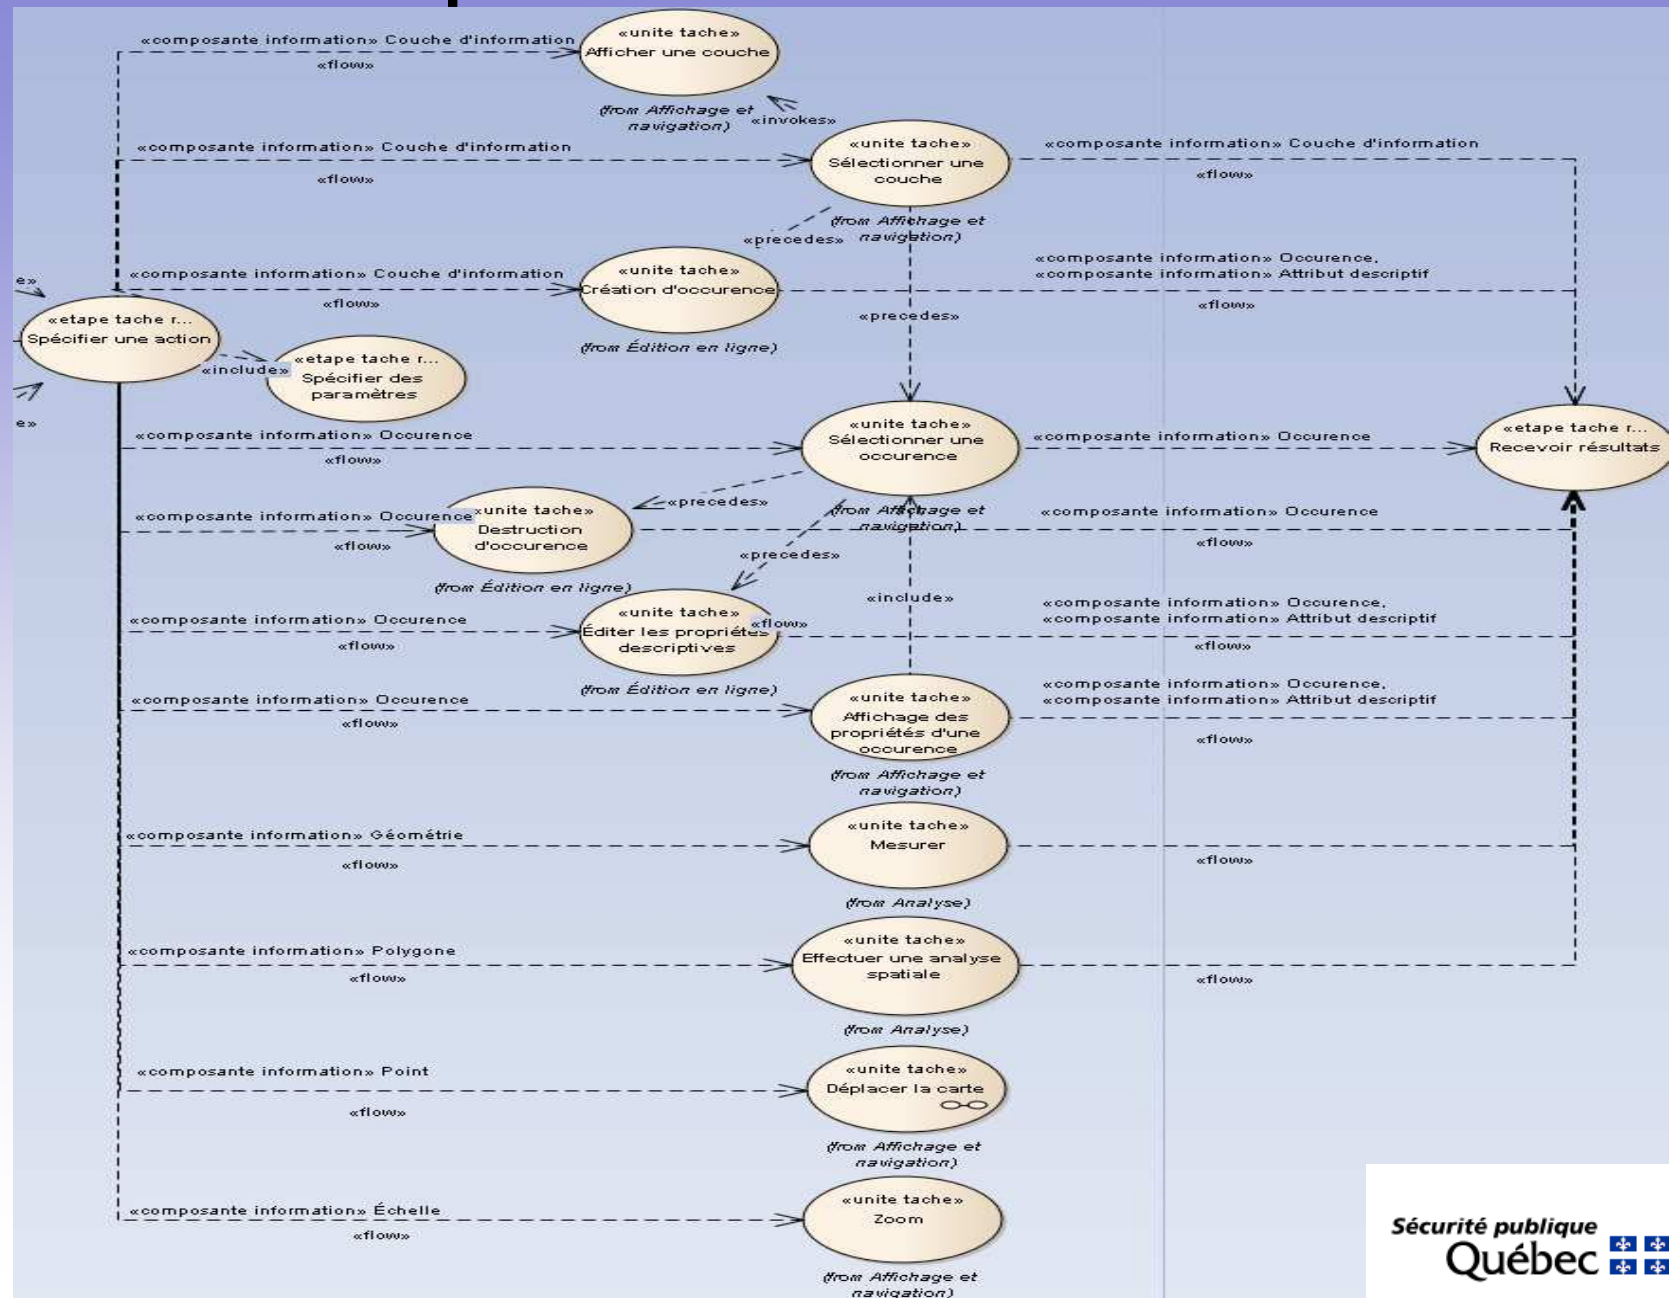 «composante information» Couche d'information
«flow»
«unite tache»
Afficher une couche
(from Affichage et
navigation)
«invokes»
«composante information» Couche d'information
«flow»
«unite tache»
Sélectionner une
couche
(from Affichage et
navigation)
«composante information» Couche d'information
«flow»
«precedes»
«composante information» Couche d'information
«flow»
«unite tache»
Création d'occurence
(from Édition en ligne)
«composante information» Occurence,
«composante information» Attribut descriptif
«flow»
«precedes»
e»
«etape tache r...
Spécifier une action
«include»
«etape tache r...
Spécifier des
paramètres
e»
«composante information» Occurence
«flow»
«unite tache»
Sélectionner une
occurence
(from Affichage et
navigation)
«composante information» Occurence
«etape tache r...
Recevoir résultats
«precedes»
«composante information» Occurence
«flow»
«unite tache»
Destruction
d'occurence
(from Édition en ligne)
«composante information» Occurence
«flow»
«precedes»
«include»
«composante information» Occurence
«flow»
«unite tache»
Éditer les propriétés
descriptives
(from Édition en ligne)
«flow»
«composante information» Occurence,
«composante information» Attribut descriptif
«flow»
«composante information» Occurence
«flow»
«unite tache»
Affichage des
propriétés d'une
occurence
(from Affichage et
navigation)
«composante information» Occurence,
«composante information» Attribut descriptif
«flow»
«composante information» Géométrie
«flow»
«unite tache»
Mesurer
(from Analyse)
«flow»
«composante information» Polygone
«flow»
«unite tache»
Effectuer une analyse
spatiale
(from Analyse)
«flow»
«composante information» Point
«flow»
«unite tache»
Déplacer la carte
(from Affichage et
navigation)
«composante information» Échelle
«flow»
«unite tache»
Zoom
(from Affichage et
navigation)
Sécurité publique
Québec